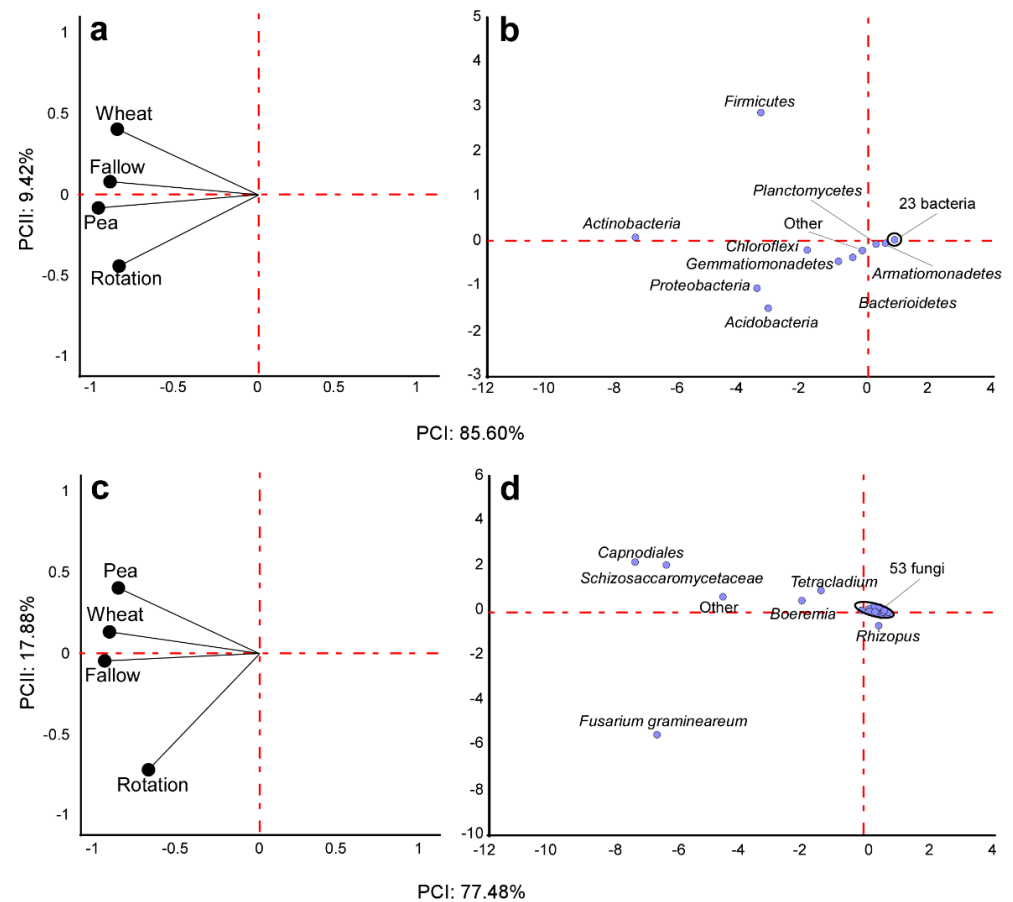 a
1
0.5
0
-0.5
-1
-1
-0.5
0
0.5
1
PCII: 9.42%
Wheat
Fallow
Pea
Rotation
b
5
4
3
2
1
0
-1
-2
-3
-12
-10
-8
-6
-4
-2
0
2
4
Firmicutes
Planctomycetes
23 bacteria
Actinobacteria
Other
Chloroflexi
Gemmatiomonadetes
Armatiomonadetes
Proteobacteria
Bacterioidetes
Acidobacteria
PCI: 85.60%
c
1
0.5
0
-0.5
-1
-1
-0.5
0
0.5
1
PCII: 17.88%
Pea
Wheat
Fallow
Rotation
d
6
4
2
0
-2
-4
-6
-8
-10
-12
-10
-8
-6
-4
-2
0
2
4
Capnodiales
53 fungi
Schizosaccaromycetaceae
Tetracladium
Other
Boeremia
Rhizopus
Fusarium gramineareum
PCI: 77.48%